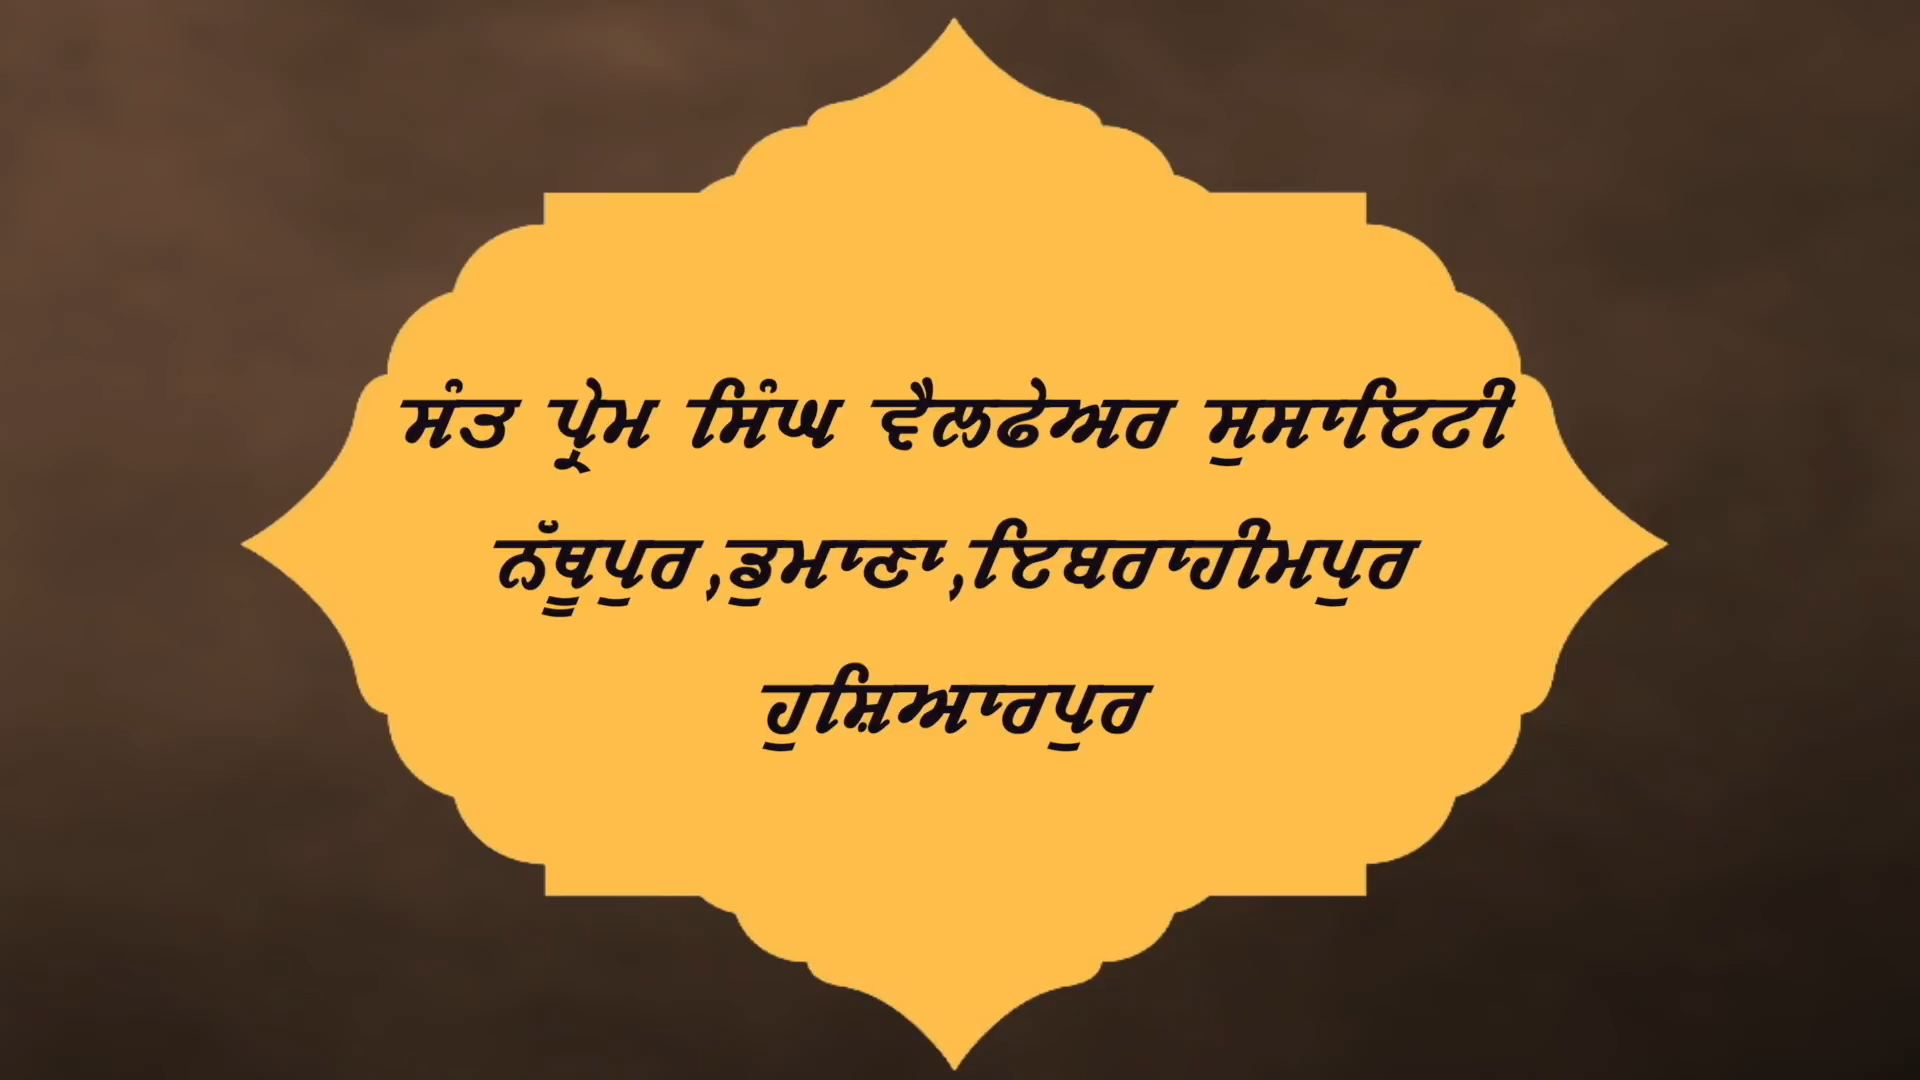 ਸੰਤ ਪ੍ਰੇਮ ਸਿੰਘ ਵੈਲਫੇਅਰ ਸੁਸਾਇਟੀ
ਨੱਥੂਪੁਰ,ਡੁਮਾਣਾ,ਇਬਰਾਹੀਮਪੁਰ
ਹੁਸ਼ਿਆਰਪੁਰ